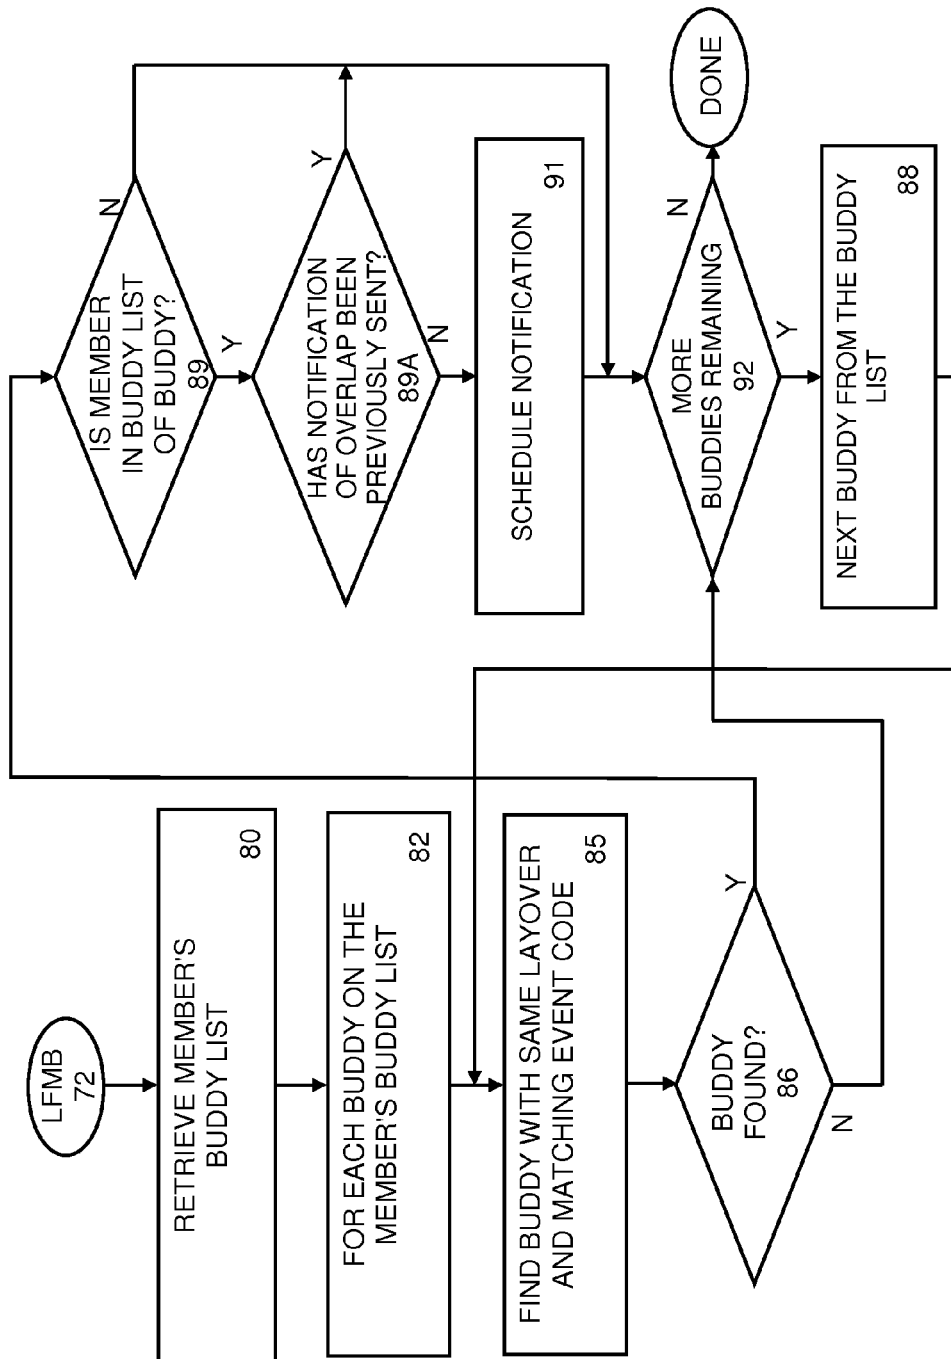 LFMB
72
RETRIEVE MEMBER'S
BUDDY LIST
80
FOR EACH BUDDY ON THE
MEMBER'S BUDDY LIST
82
FIND BUDDY WITH SAME LAYOVER
AND MATCHING EVENT CODE
85
BUDDY
FOUND?
86
Y
N
IS MEMBER
IN BUDDY LIST
OF BUDDY?
89
N
Y
HAS NOTIFICATION
OF OVERLAP BEEN
PREVIOUSLY SENT?
89A
Y
N
SCHEDULE NOTIFICATION
91
MORE
BUDDIES REMAINING
92
N
Y
DONE
NEXT BUDDY FROM THE BUDDY
LIST
88